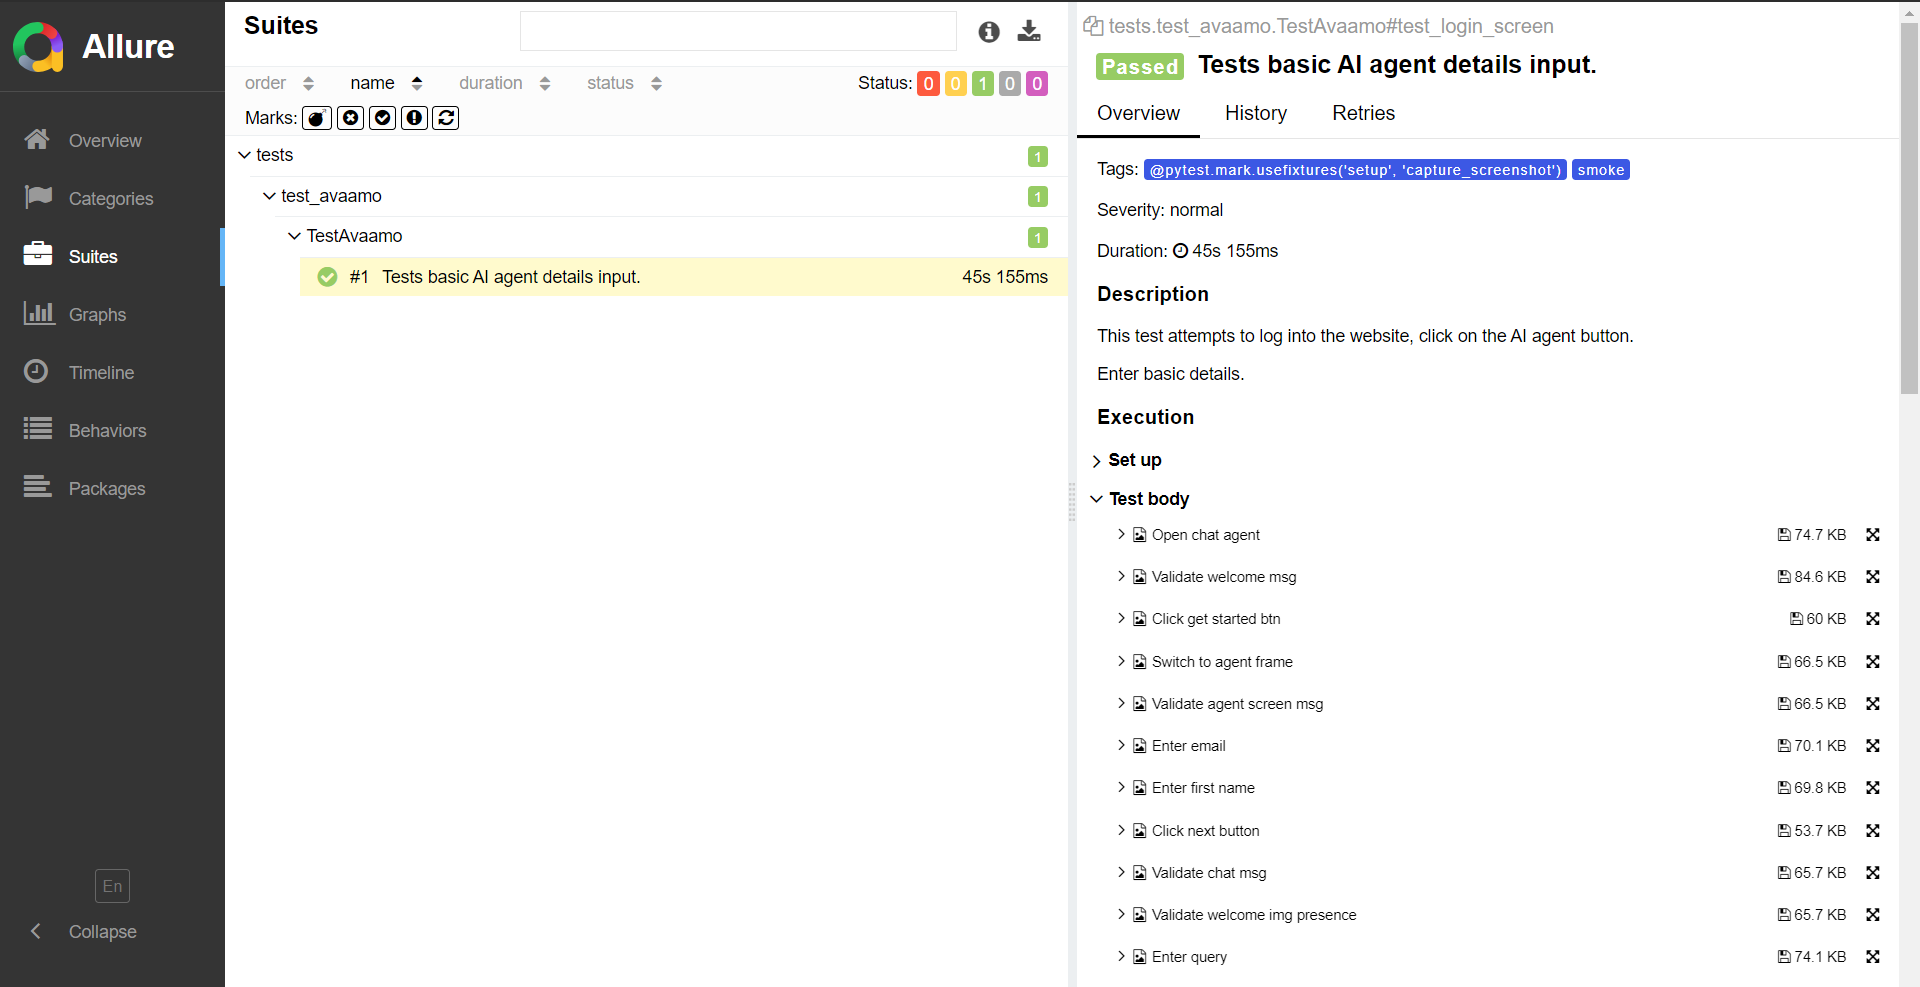 Allure
Overview
Categories
Suites
Graphs
Timeline
Behaviors
Packages
En
Collapse
Suites
order name duration status Status: 0 0 1 0 0
Marks:
tests 1
test_avaamo 1
TestAvaamo 1
#1 Tests basic AI agent details input. 45s 155ms
tests.test_avaamo.TestAvaamo#test_login_screen
Passed Tests basic AI agent details input.
Overview History Retries
Tags: @pytest.mark.usefixtures('setup', 'capture_screenshot') smoke
Severity: normal
Duration: 45s 155ms
Description
This test attempts to log into the website, click on the AI agent button.
Enter basic details.
Execution
Set up
Test body
Open chat agent 74.7 KB
Validate welcome msg 84.6 KB
Click get started btn 60 KB
Switch to agent frame 66.5 KB
Validate agent screen msg 66.5 KB
Enter email 70.1 KB
Enter first name 69.8 KB
Click next button 53.7 KB
Validate chat msg 65.7 KB
Validate welcome img presence 65.7 KB
Enter query 74.1 KB